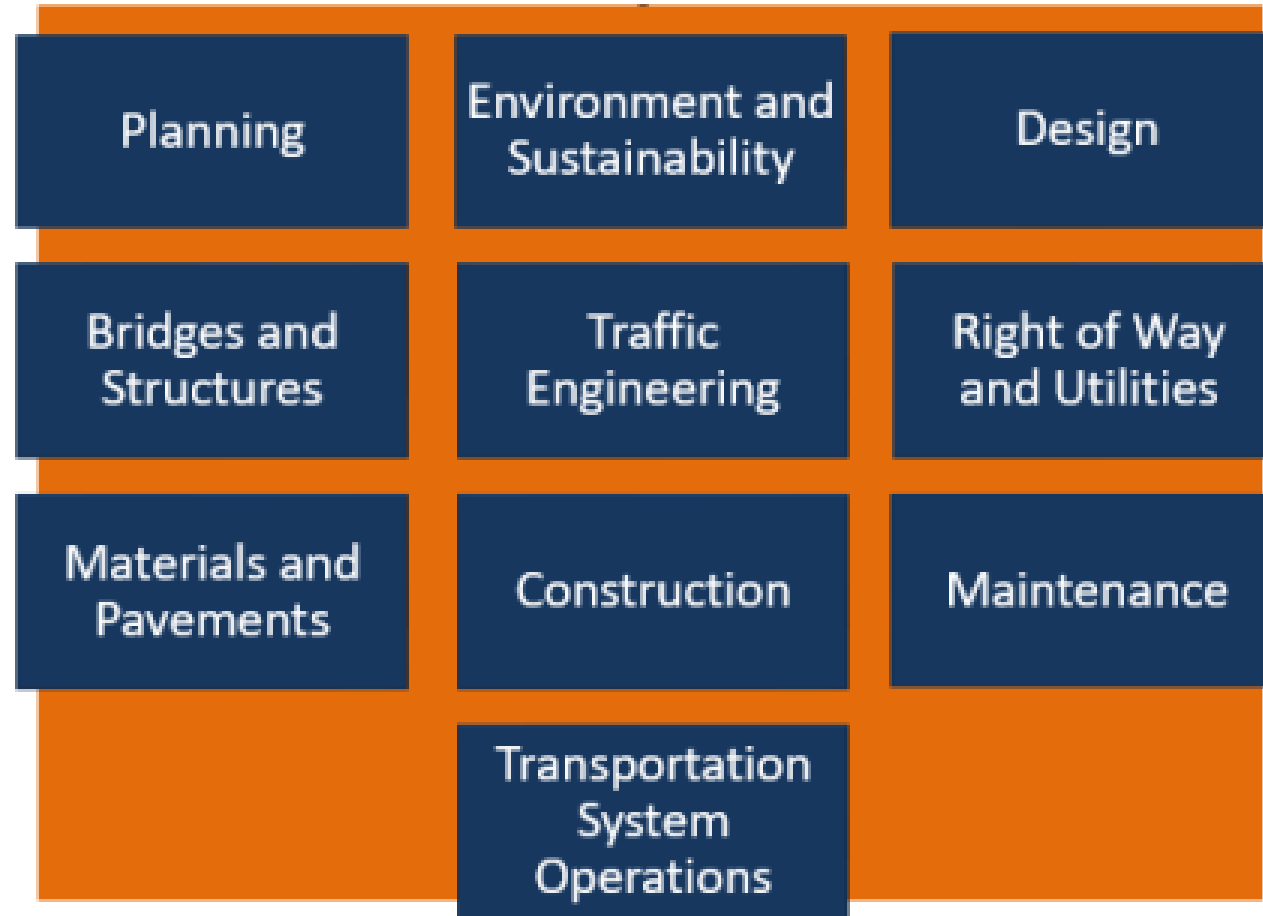 Planning
Environment and
Sustainability
Design
Bridges and
Structures
Traffic
Engineering
Right of Way
and Utilities
Materials and
Pavements
Construction
Maintenance
Transportation
System
Operations